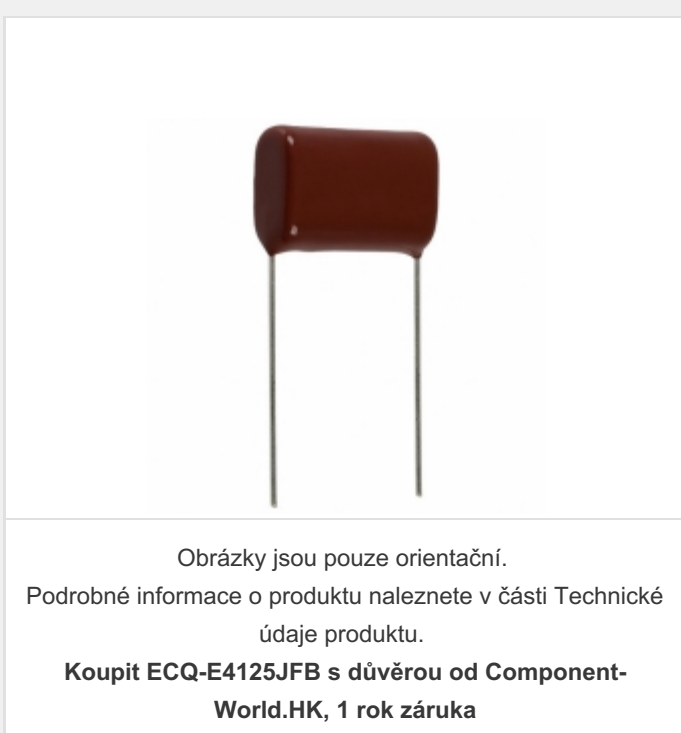 Obrázky jsou pouze orientační.
Podrobné informace o produktu naleznete v části Technické
údaje produktu.
Koupit ECQ-E4125JFB s důvěrou od Component-
World.HK, 1 rok záruka